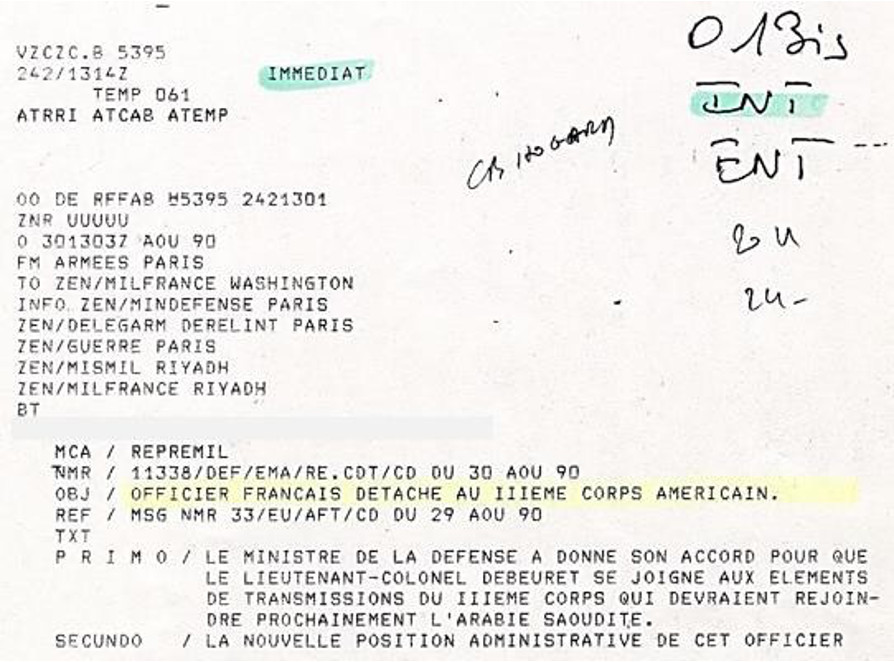 VZCZC.B 5395
242/1314Z IMMEDIAT
TEMP 061
ATRRI ATCAB ATEMP
O 1 Bis
INT
ENT
OO DE RFFAB H5395 2421301
ZNR UUUUU
O 301303Z AOU 90
FM ARMEES PARIS
TO ZEN/MILFRANCE WASHINGTON
INFO ZEN/MINDEFENSE PARIS
ZEN/DELEGARM DERELINT PARIS
ZEN/GUERRE PARIS
ZEN/MISMIL RIYADH
ZEN/MILFRANCE RIYADH
BT
MCA / REPREMIL
NMR / 11338/DEF/EMA/RE.CDT/CD DU 30 AOU 90
OBJ / OFFICIER FRANCAIS DETACHE AU IIIEME CORPS AMERICAIN.
REF / MSG NMR 33/EU/AFT/CD DU 29 AOU 90
TXT
P R I M O / LE MINISTRE DE LA DEFENSE A DONNE SON ACCORD POUR QUE
LE LIEUTENANT-COLONEL DEBEURET SE JOIGNE AUX ELEMENTS
DE TRANSMISSIONS DU IIIEME CORPS QUI DEVRAIENT REJOIN-
DRE PROCHAINEMENT L'ARABIE SAOUDITE.
SECUNDO / LA NOUVELLE POSITION ADMINISTRATIVE DE CET OFFICIER